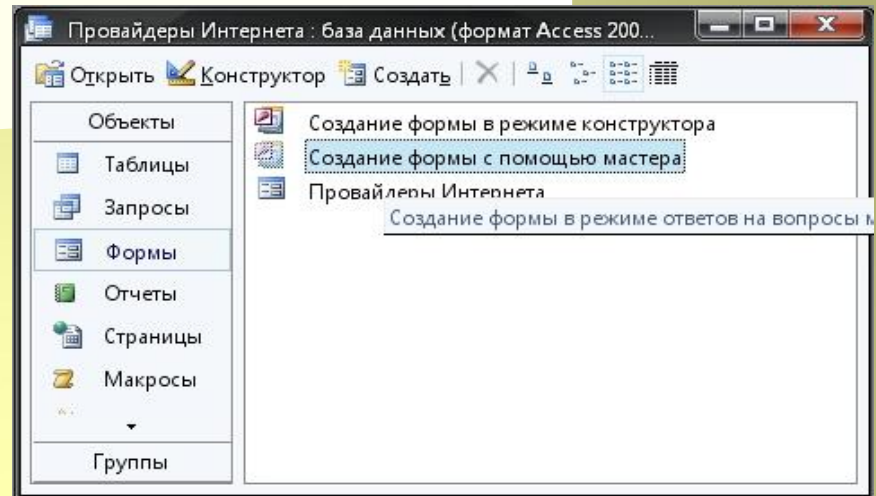 Провайдеры Интернета : база данных (формат Access 200...
Открыть Конструктор Создать
Объекты
Таблицы
Запросы
Формы
Отчеты
Страницы
Макросы
Группы
Создание формы в режиме конструктора
Создание формы с помощью мастера
Провайдеры Интернета
Создание формы в режиме ответов на вопросы м